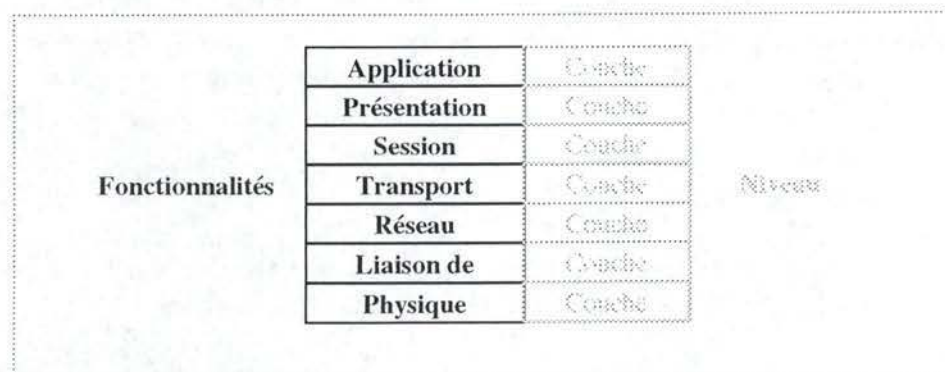 Application Couche
Présentation Couche
Session Couche
Fonctionnalités Transport Couche Niveau
Réseau Couche
Liaison de Couche
Physique Couche